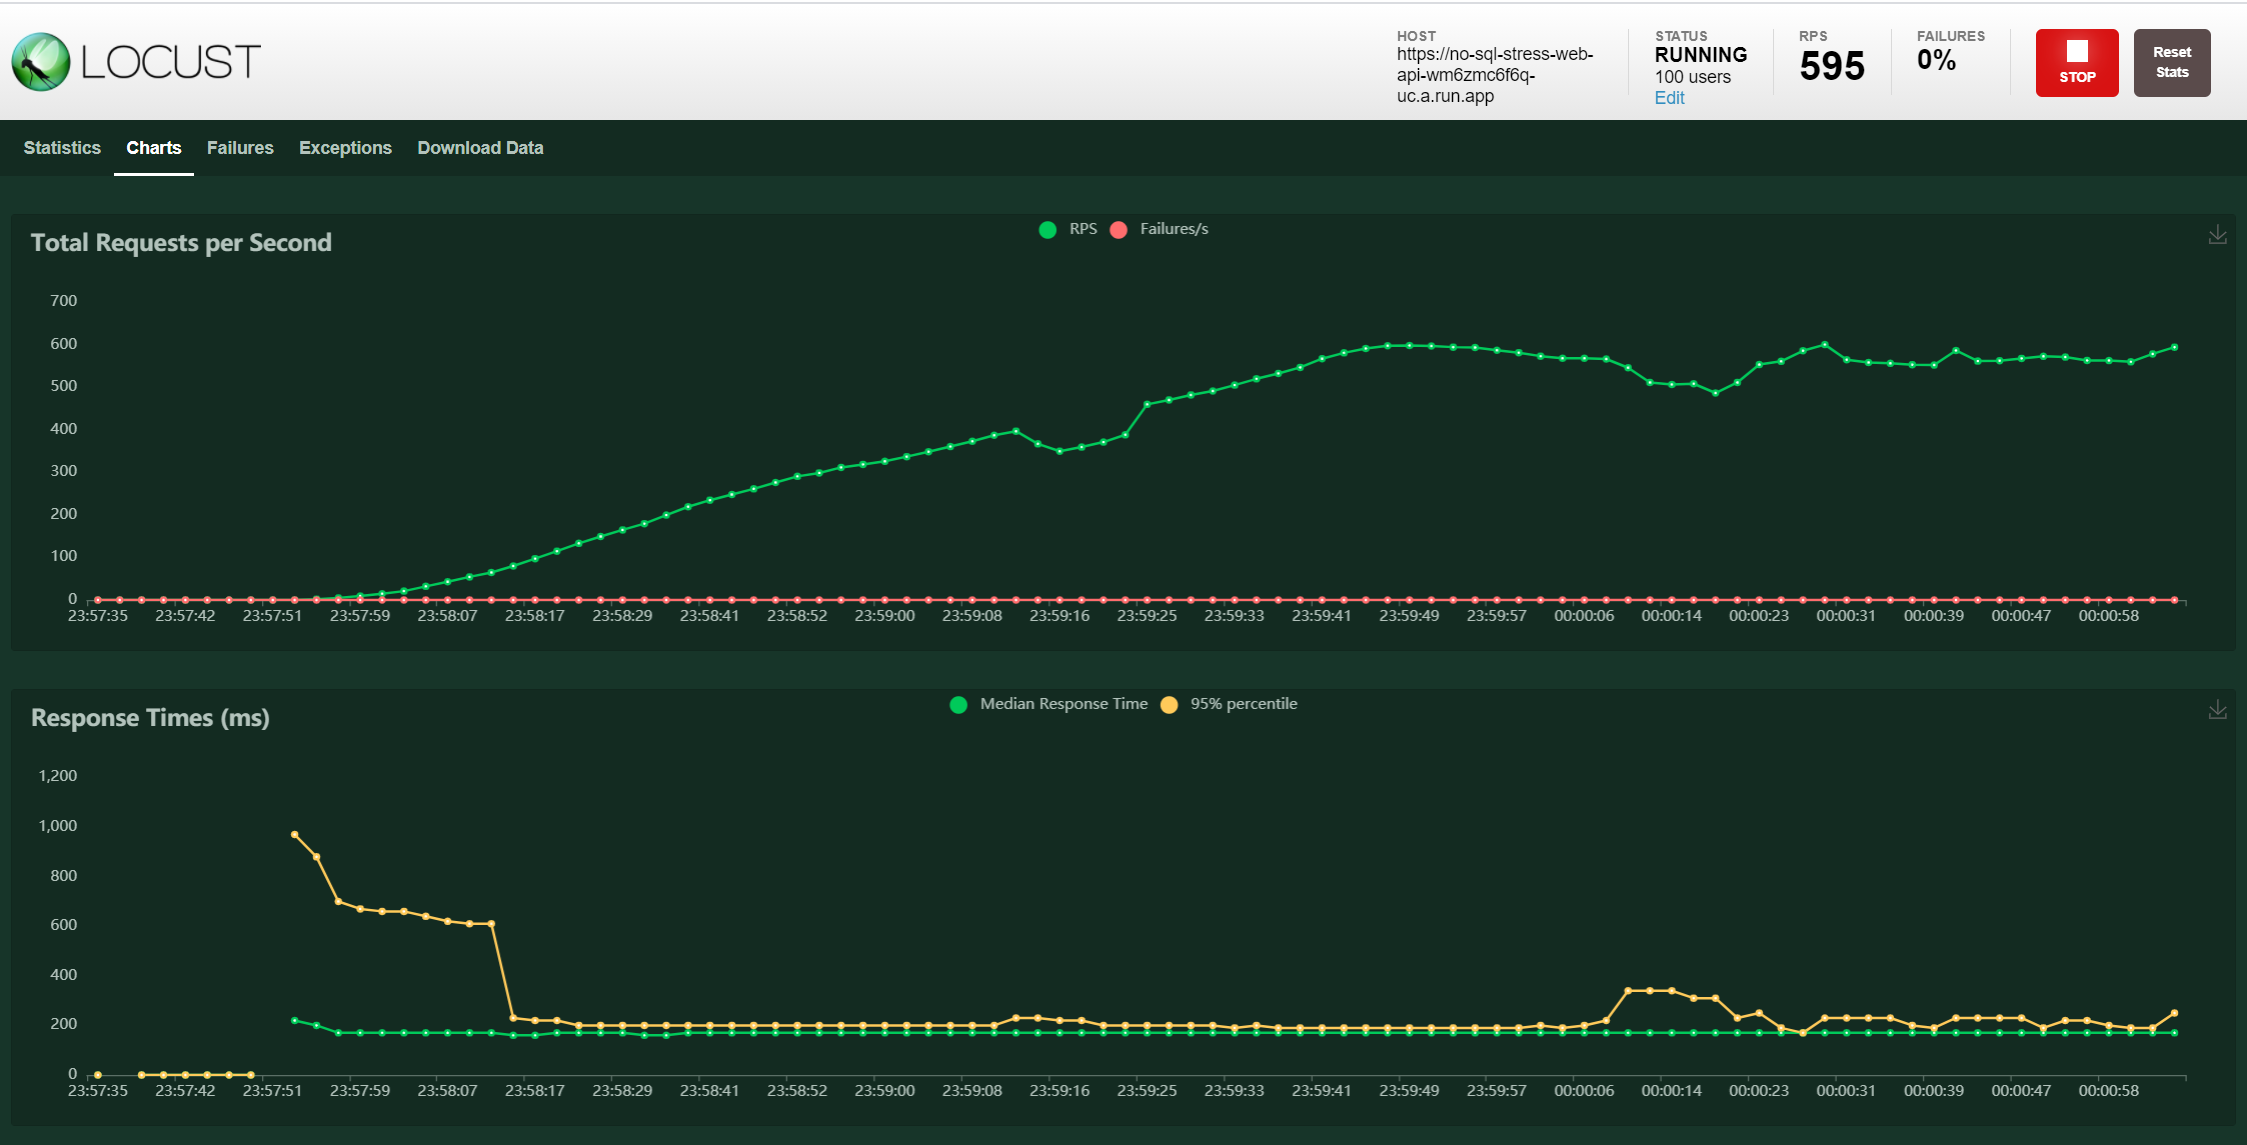 LOCUST
HOST
https://no-sql-stress-web-
api-wm6zmc6f6q-
uc.a.run.app
STATUS
RUNNING
100 users
Edit
RPS
595
FAILURES
0%
STOP
Reset
Stats
Statistics Charts Failures Exceptions Download Data
Total Requests per Second
RPS Failures/s
700
600
500
400
300
200
100
0
23:57:35 23:57:42 23:57:51 23:57:59 23:58:07 23:58:17 23:58:29 23:58:41 23:58:52 23:59:00 23:59:08 23:59:16 23:59:25 23:59:33 23:59:41 23:59:49 23:59:57 00:00:06 00:00:14 00:00:23 00:00:31 00:00:39 00:00:47 00:00:58
Response Times (ms)
Median Response Time 95% percentile
1,200
1,000
800
600
400
200
0
23:57:35 23:57:42 23:57:51 23:57:59 23:58:07 23:58:17 23:58:29 23:58:41 23:58:52 23:59:00 23:59:08 23:59:16 23:59:25 23:59:33 23:59:41 23:59:49 23:59:57 00:00:06 00:00:14 00:00:23 00:00:31 00:00:39 00:00:47 00:00:58